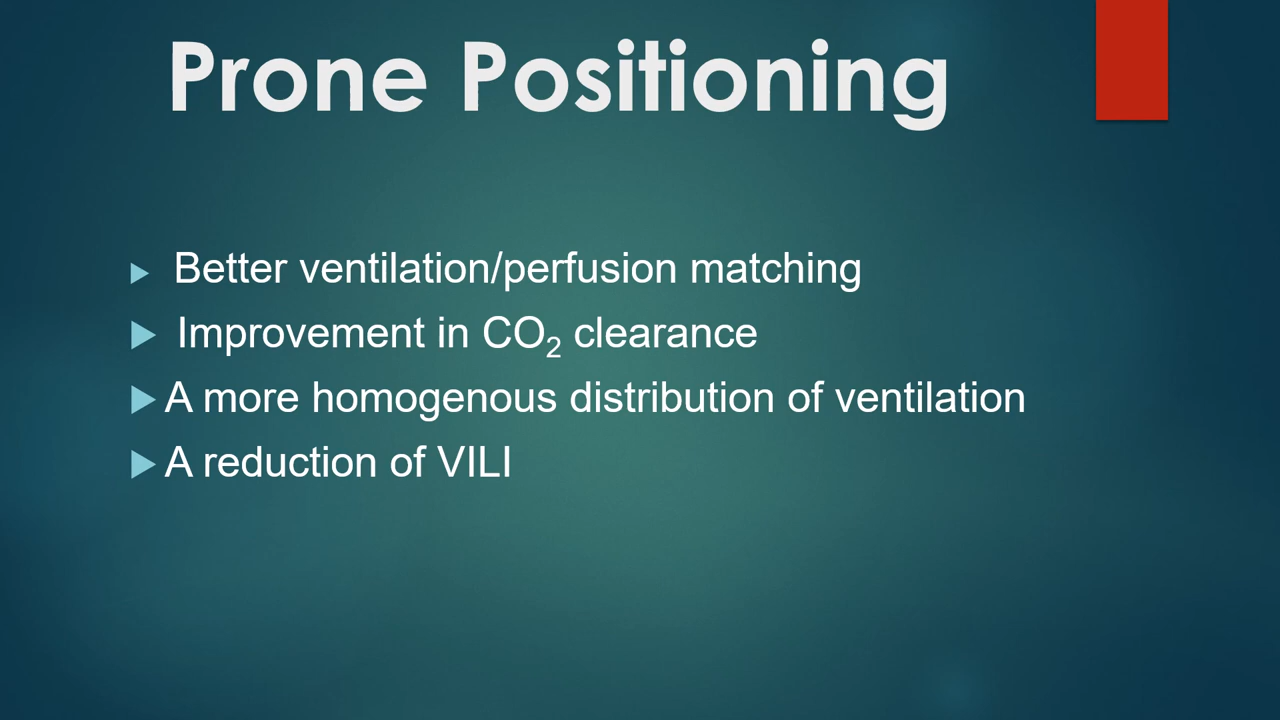 Prone Positioning
Better ventilation/perfusion matching
Improvement in CO₂ clearance
A more homogenous distribution of ventilation
A reduction of VILI